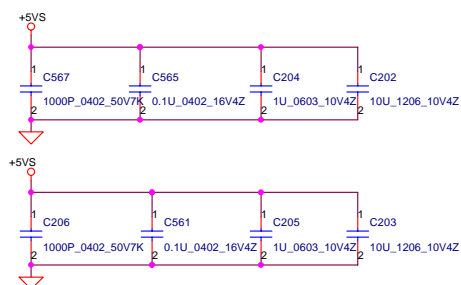 +5VS
1 1 1 1
C567 C565 C204 C202
1000P_0402_50V7K 0.1U_0402_16V4Z 1U_0603_10V4Z 10U_1206_10V4Z
2 2 2 2
+5VS
1 1 1 1
C206 C561 C205 C203
1000P_0402_50V7K 0.1U_0402_16V4Z 1U_0603_10V4Z 10U_1206_10V4Z
2 2 2 2